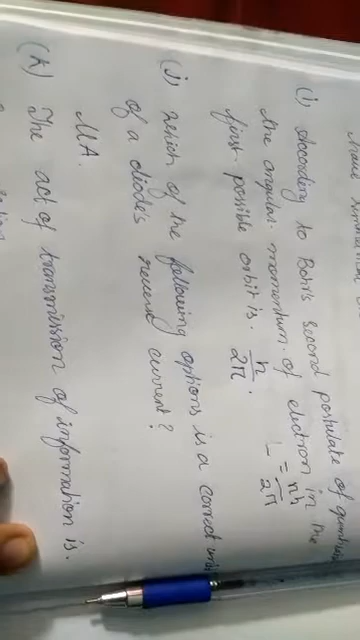 (i) According to Bohr's second postulate of
the angular momentum of electron in the
first possible orbit is. h/2π. L = nh/2π
(j) Which of the following options is a correct
of a diode's reverse current?
MA.
(k) The act of transmission of information is.